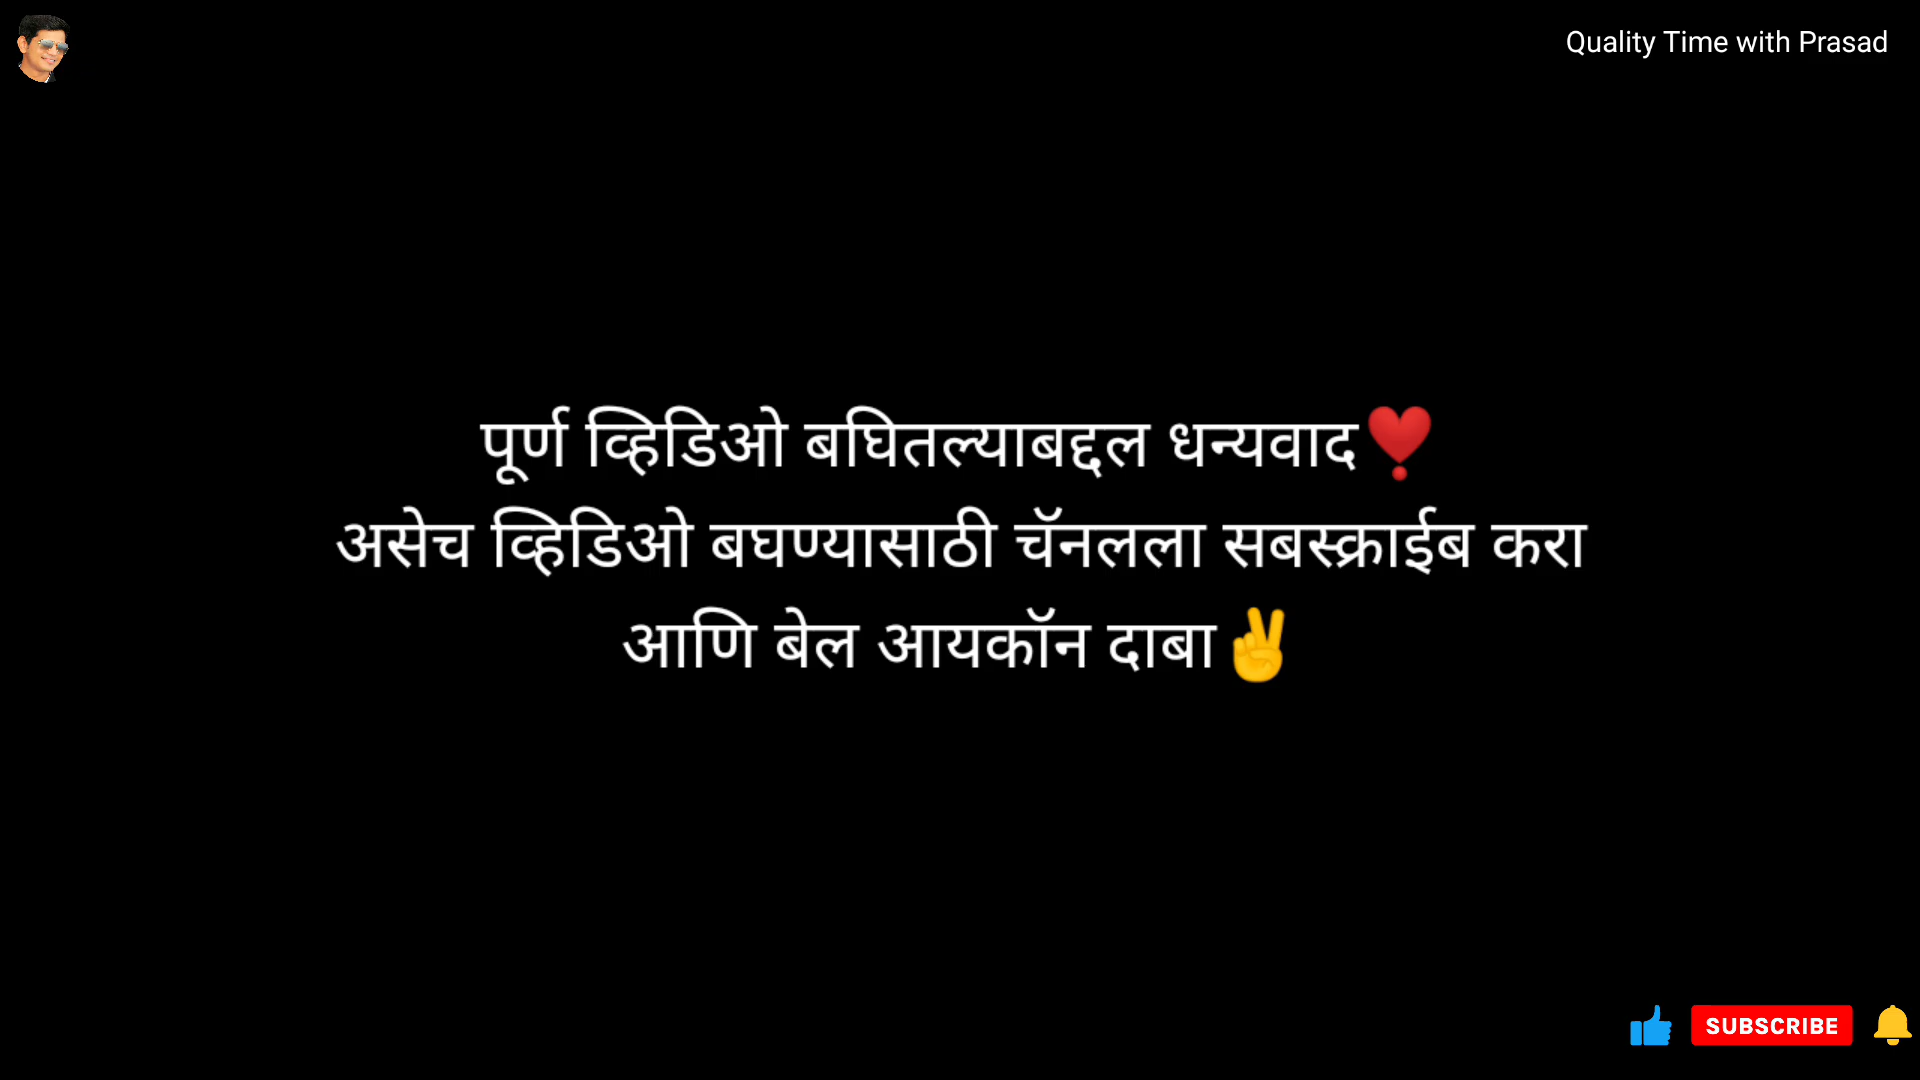 Quality Time with Prasad
पूर्ण व्हिडिओ बघितल्याबद्दल धन्यवाद❣️
असेच व्हिडिओ बघण्यासाठी चॅनलला सबस्क्राईब करा
आणि बेल आयकॉन दाबा✌️
SUBSCRIBE